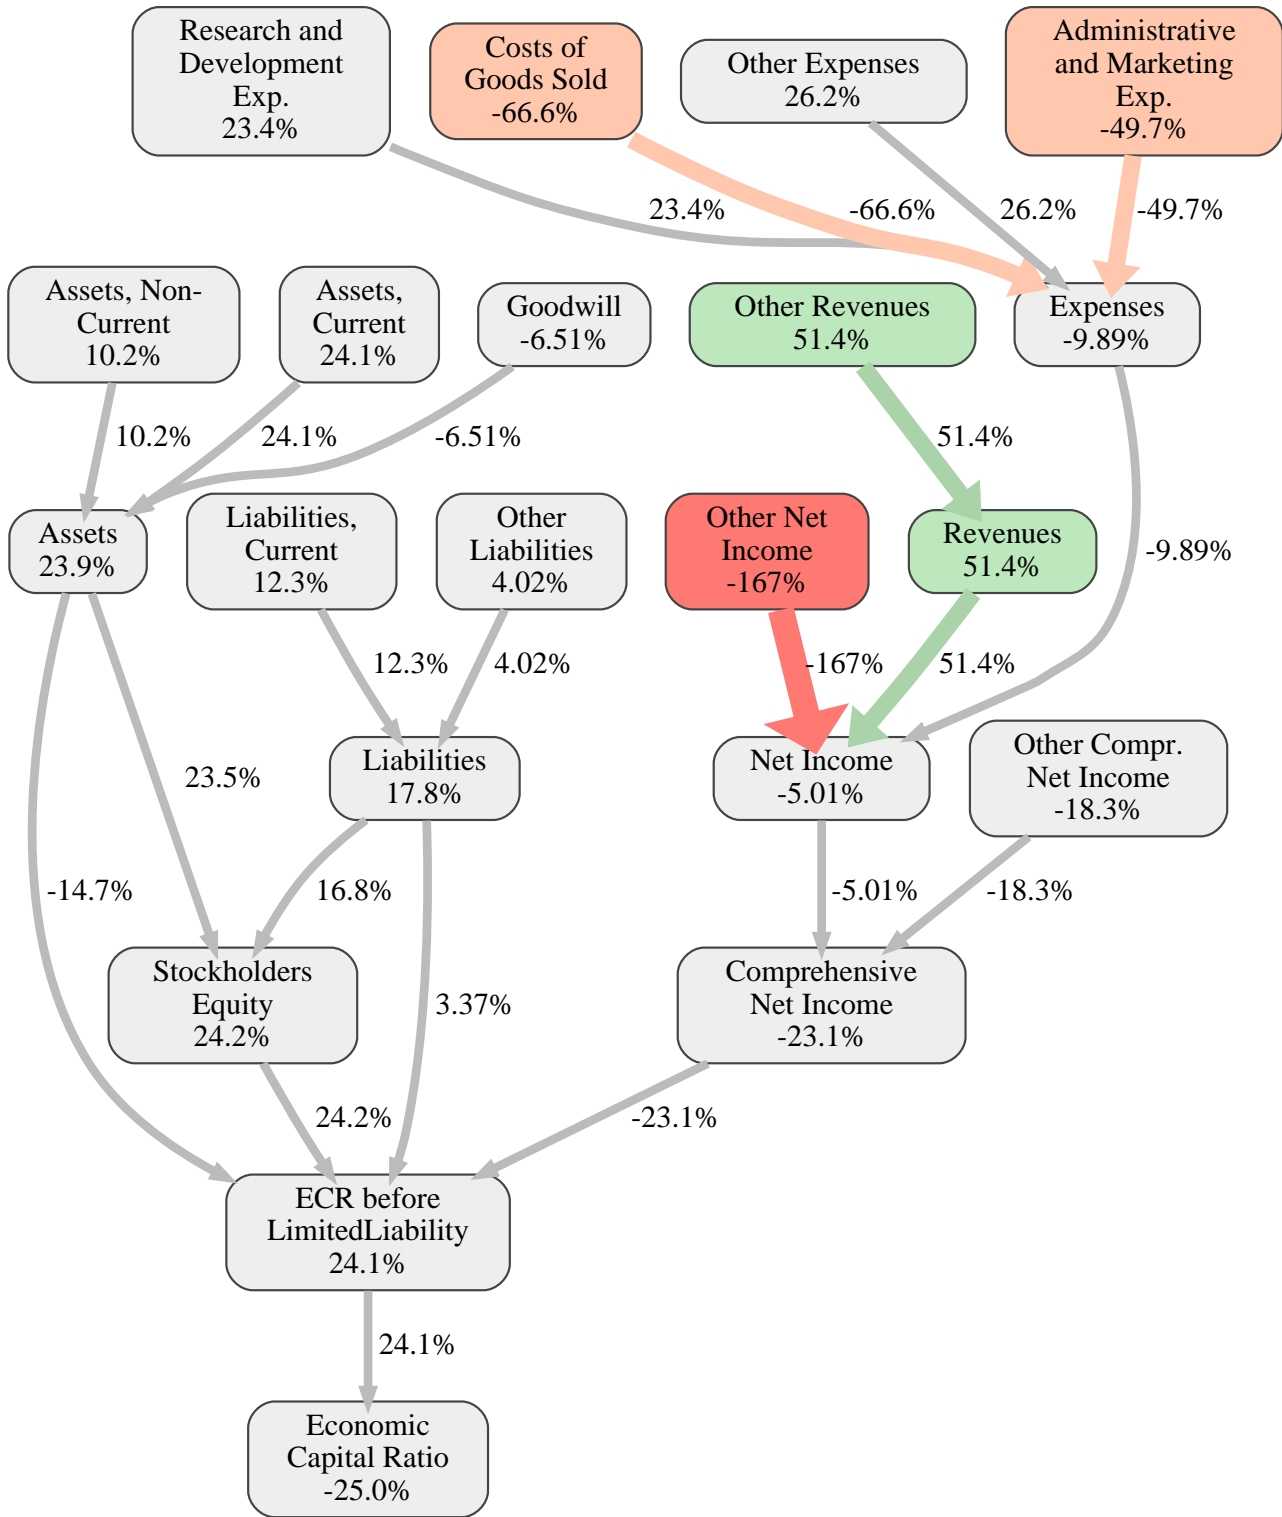 Research and
Development
Exp.
23.4%
Costs of
Goods Sold
-66.6%
Other Expenses
26.2%
Administrative
and Marketing
Exp.
-49.7%
23.4%
-66.6%
26.2%
-49.7%
Assets, Non-
Current
10.2%
Assets,
Current
24.1%
Goodwill
-6.51%
Other Revenues
51.4%
Expenses
-9.89%
10.2%
24.1%
-6.51%
51.4%
-9.89%
Assets
23.9%
Liabilities,
Current
12.3%
Other
Liabilities
4.02%
Other Net
Income
-167%
Revenues
51.4%
12.3%
4.02%
-167%
51.4%
23.5%
Liabilities
17.8%
Net Income
-5.01%
Other Compr.
Net Income
-18.3%
-14.7%
16.8%
-5.01%
-18.3%
Stockholders
Equity
24.2%
3.37%
Comprehensive
Net Income
-23.1%
24.2%
-23.1%
ECR before
LimitedLiability
24.1%
24.1%
Economic
Capital Ratio
-25.0%